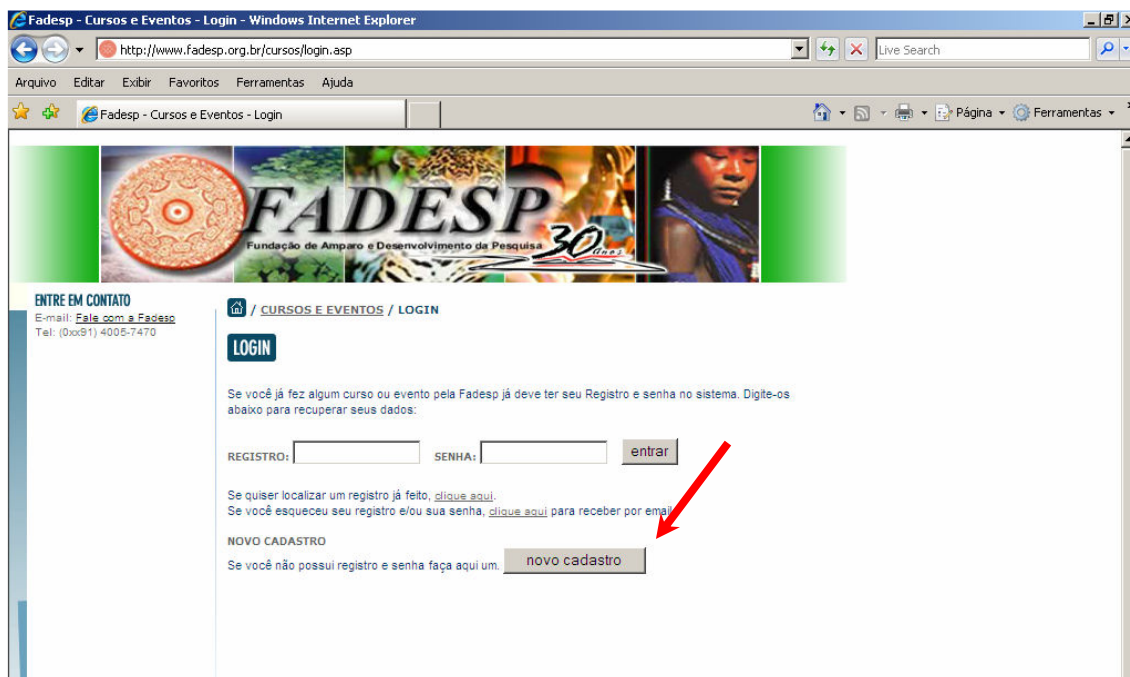 Fadesp - Cursos e Eventos - Login - Windows Internet Explorer
http://www.fadesp.org.br/cursos/login.asp
Live Search
Arquivo Editar Exibir Favoritos Ferramentas Ajuda
Fadesp - Cursos e Eventos - Login
Página Ferramentas
FADESP
Fundação de Amparo e Desenvolvimento da Pesquisa
30 Anos
ENTRE EM CONTATO
E-mail: Fale com a Fadesp
Tel: (0xx91) 4005-7470
/ CURSOS E EVENTOS / LOGIN
LOGIN
Se você já fez algum curso ou evento pela Fadesp já deve ter seu Registro e senha no sistema. Digite-os
abaixo para recuperar seus dados:
REGISTRO: SENHA: entrar
Se quiser localizar um registro já feito, clique aqui.
Se você esqueceu seu registro e/ou sua senha, clique aqui para receber por email
NOVO CADASTRO
Se você não possui registro e senha faça aqui um. novo cadastro